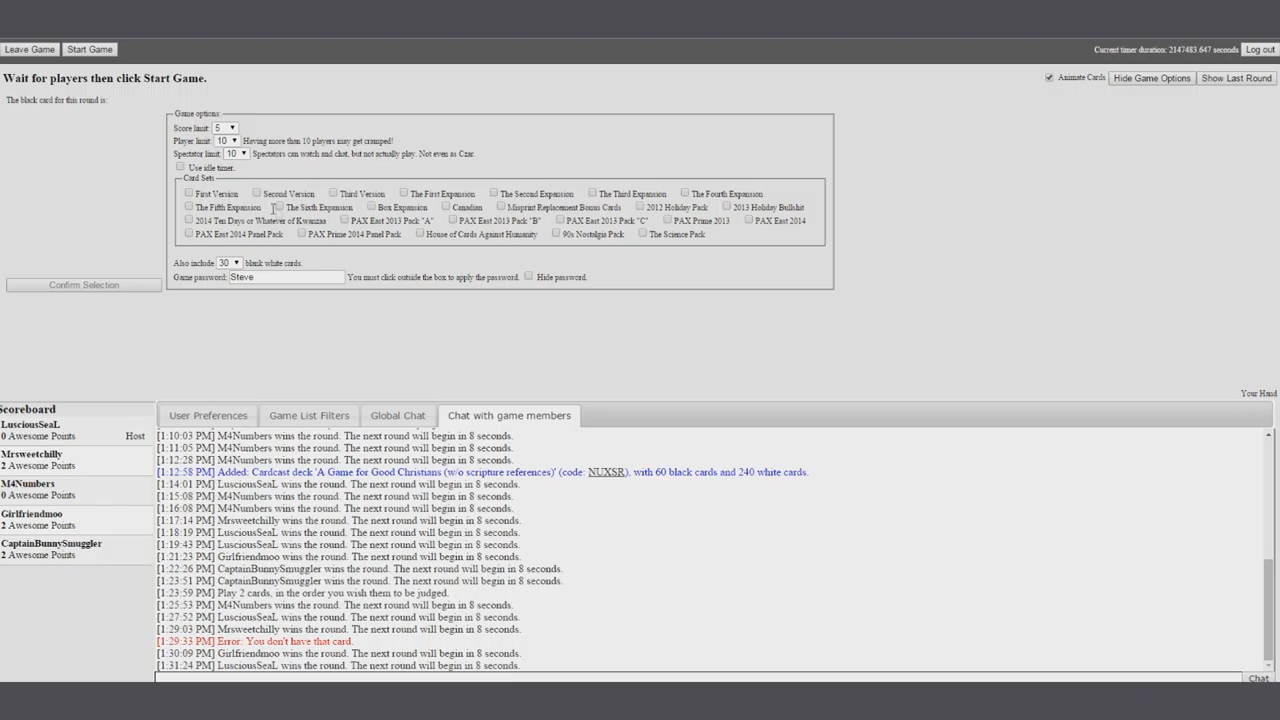 Leave Game Start Game Current timer duration: 2147483.647 seconds Log out
Wait for players then click Start Game. Animate Cards Hide Game Options Show Last Round
The black card for this round is:
Game options:
Score limit: 5
Player limit: 10 Having more than 10 players may get cramped!
Spectator limit: 10 Spectators can watch and chat, but not actually play. Not even as Czar.
Use idle timer.
Card Sets
First Version Second Version Third Version The First Expansion The Second Expansion The Third Expansion The Fourth Expansion
The Fifth Expansion The Sixth Expansion Box Expansion Canadian Misprint Replacement Bonus Cards 2012 Holiday Pack 2013 Holiday Bullshit
2014 Ten Days or Whatever of Kwanzaa PAX East 2013 Pack "A" PAX East 2013 Pack "B" PAX East 2013 Pack "C" PAX Prime 2013 PAX East 2014
PAX East 2014 Panel Pack PAX Prime 2014 Panel Pack House of Cards Against Humanity 90s Nostalgia Pack The Science Pack
Also include 30 blank white cards.
Game password: Steve You must click outside the box to apply the password. Hide password.
Confirm Selection
Your Hand
Scoreboard
LusciousSeaL
0 Awesome Points Host
Mrsweetchilly
2 Awesome Points
M4Numbers
0 Awesome Points
Girlfriendmoo
2 Awesome Points
CaptainBunnySmuggler
2 Awesome Points
User Preferences Game List Filters Global Chat Chat with game members
[1:10:03 PM] M4Numbers wins the round. The next round will begin in 8 seconds.
[1:11:05 PM] M4Numbers wins the round. The next round will begin in 8 seconds.
[1:12:28 PM] M4Numbers wins the round. The next round will begin in 8 seconds.
[1:12:58 PM] Added: Cardcast deck 'A Game for Good Christians (w/o scripture references)' (code: NUXSR), with 60 black cards and 240 white cards.
[1:14:01 PM] LusciousSeaL wins the round. The next round will begin in 8 seconds.
[1:15:08 PM] M4Numbers wins the round. The next round will begin in 8 seconds.
[1:16:08 PM] M4Numbers wins the round. The next round will begin in 8 seconds.
[1:17:14 PM] Mrsweetchilly wins the round. The next round will begin in 8 seconds.
[1:18:19 PM] LusciousSeaL wins the round. The next round will begin in 8 seconds.
[1:19:43 PM] LusciousSeaL wins the round. The next round will begin in 8 seconds.
[1:21:23 PM] Girlfriendmoo wins the round. The next round will begin in 8 seconds.
[1:22:26 PM] CaptainBunnySmuggler wins the round. The next round will begin in 8 seconds.
[1:23:51 PM] CaptainBunnySmuggler wins the round. The next round will begin in 8 seconds.
[1:23:59 PM] Play 2 cards, in the order you wish them to be judged.
[1:25:53 PM] M4Numbers wins the round. The next round will begin in 8 seconds.
[1:27:52 PM] LusciousSeaL wins the round. The next round will begin in 8 seconds.
[1:29:03 PM] Mrsweetchilly wins the round. The next round will begin in 8 seconds.
[1:29:33 PM] Error: You don't have that card.
[1:30:09 PM] Girlfriendmoo wins the round. The next round will begin in 8 seconds.
[1:31:24 PM] LusciousSeaL wins the round. The next round will begin in 8 seconds.
Chat